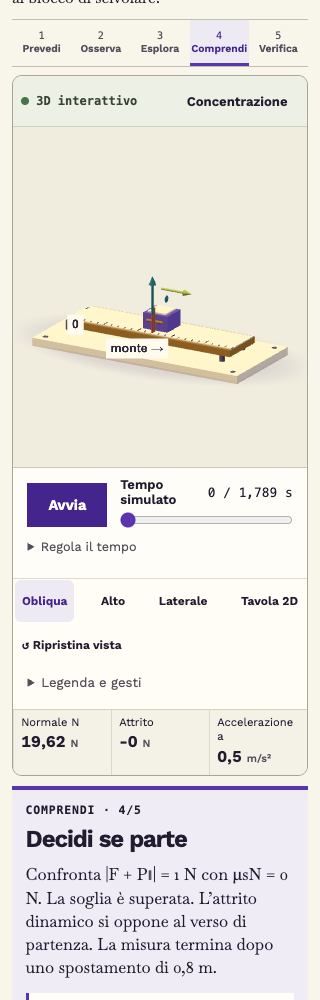 1 2 3 4 5
Prevedi Osserva Esplora Comprendi Verifica
3D interattivo Concentrazione
0
monte →
Avvia
Tempo simulato 0 / 1,789 s
▶ Regola il tempo
Obliqua Alto Laterale Tavola 2D
↺ Ripristina vista
▶ Legenda e gesti
Normale N Attrito Accelerazione a
19,62 N -0 N 0,5 m/s²
COMPRENDI · 4/5
Decidi se parte
Confronta |F + P∥| = 1 N con μsN = 0
N. La soglia è superata. L’attrito
dinamico si oppone al verso di
partenza. La misura termina dopo
uno spostamento di 0,8 m.